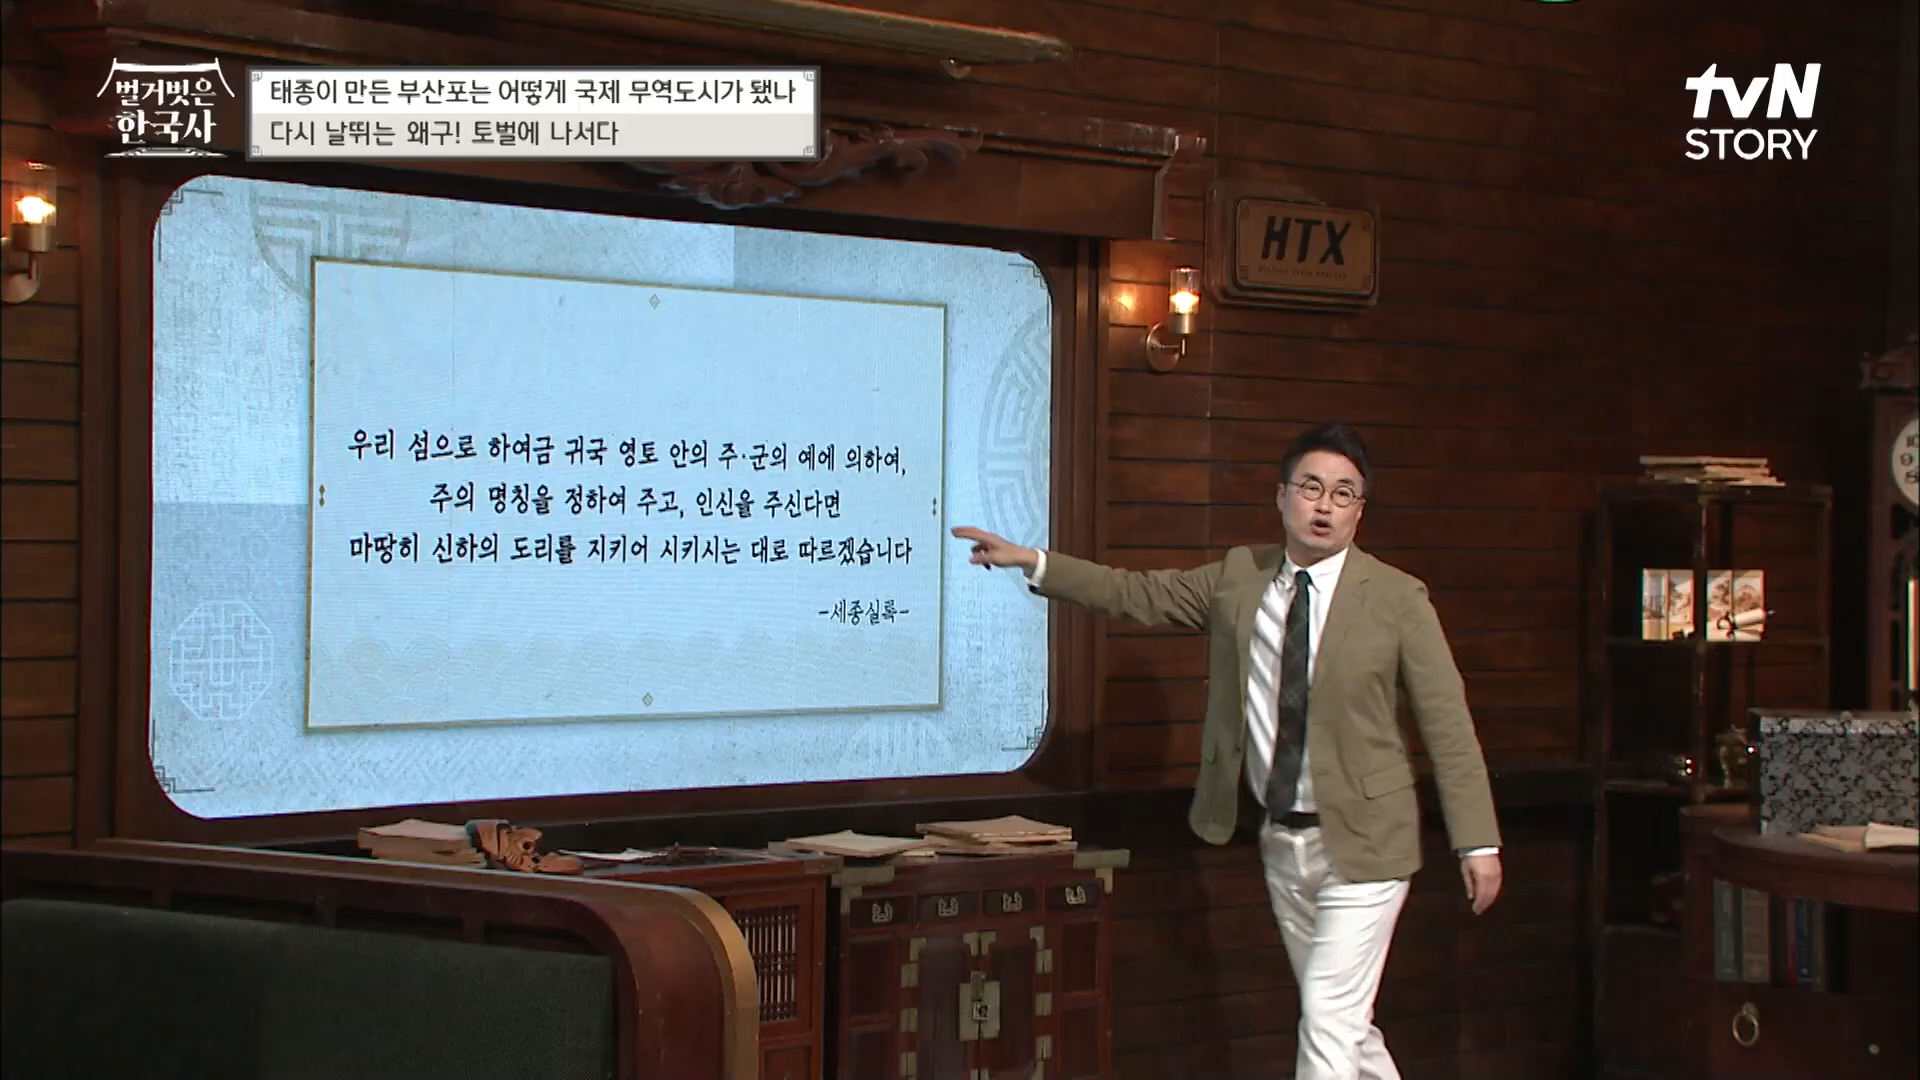 벌거벗은
한국사
태종이 만든 부산포는 어떻게 국제 무역도시가 됐나
다시 날뛰는 왜구! 토벌에 나서다
tvN
STORY
HTX
우리 섬으로 하여금 귀국 영토 안의 주·군의 예에 의하여,
주의 명칭을 정하여 주고, 인신을 주신다면
마땅히 신하의 도리를 지키어 시키시는 대로 따르겠습니다
-세종실록-
10
9
8